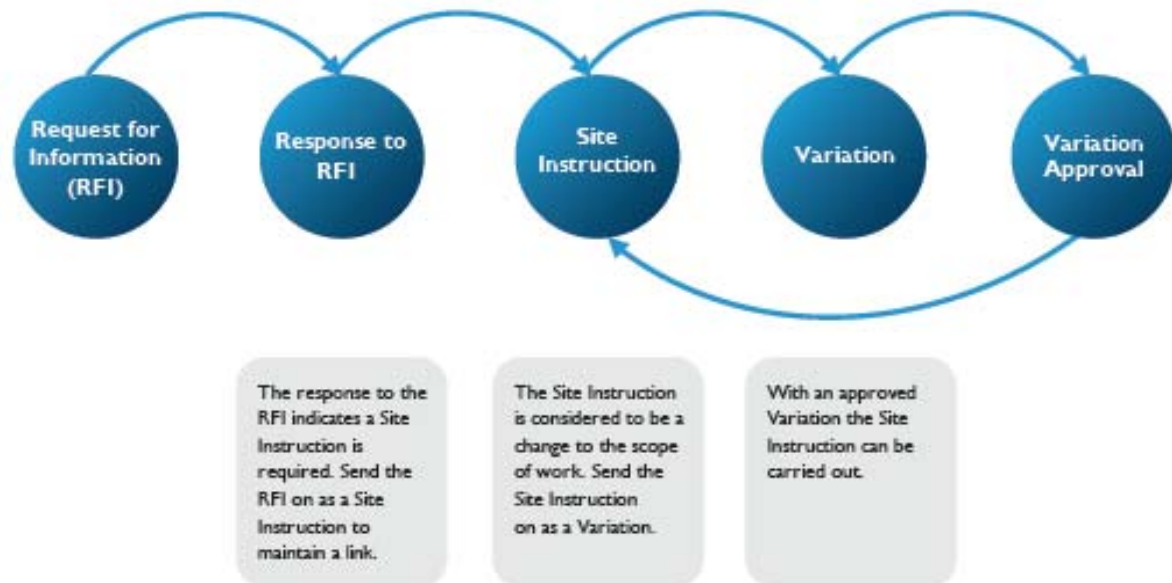 Request for
Information
(RFI)
Response to
RFI
Site
Instruction
Variation
Variation
Approval
The response to the
RFI indicates a Site
Instruction is
required. Send the
RFI on as a Site
Instruction to
maintain a link.
The Site Instruction
is considered to be a
change to the scope
of work. Send the
Site Instruction
on as a Variation.
With an approved
Variation the Site
Instruction can be
carried out.